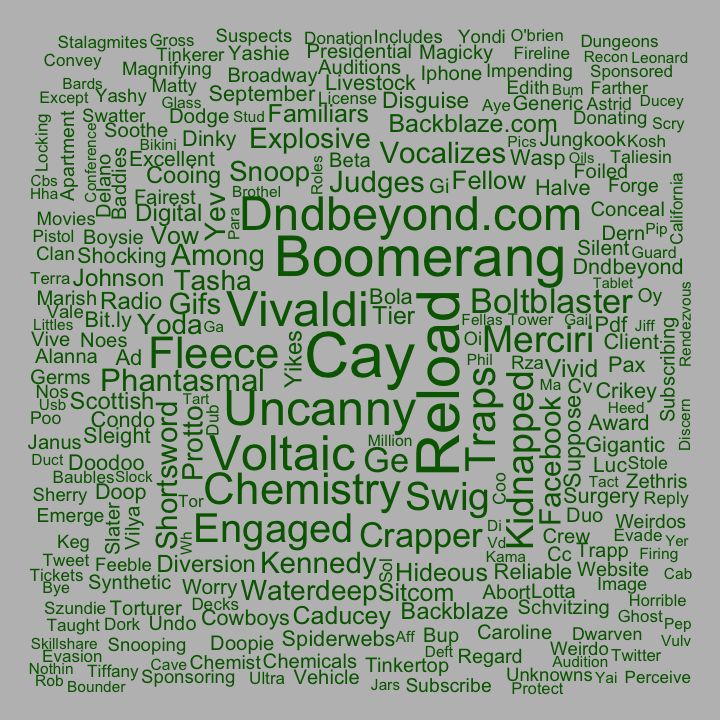 Stalagmites Gross Suspects Donation Includes Yondi O'brien Dungeons
Convey Tinkerer Yashie Presidential Magicky Fireline Recon Leonard
Magnifying Broadway Auditions Iphone Impending Sponsored
Bards Matty September Livestock Edith Bum Farther
Except Yashy Glass License Disguise Aye Generic Astrid Ducey
Swatter Dodge Stud Familiars Backblaze.com Donating Scry
Locking Apartment Conference Soothe Dinky Explosive Pics Jungkook Kosh
Bikini Vocalizes Wasp Oils Taliesin
Excellent Beta Foiled
Cbs Delano Baddies Cooing Snoop Roles Judges Gi Fellow Halve Forge
Hha Fairest Brothel California
Movies Digital Yev Para Dndbeyond.com Conceal
Pistol Boysie Vow Dern Pip
Clan Shocking Among Boomerang Silent Guard
Terra Johnson Tasha Dndbeyond
Marish Radio Gifs Vivaldi Bola Reload Boltblaster Tablet Oy
Vale Bit.ly Yoda Tier Fellas Tower Gail Pdf Jiff Rendezvous
Littles Ga
Vive Noes Cay Oi Merciri Client
Alanna Ad Fleece Yikes Phil Rza Vivid Pax
Germs Phantasmal Traps Ma Cv Crikey Subscribing
Nos Scottish Tart Uncanny Kidnapped Facebook Suppose Heed
Usb
Poo Condo Dub Award Discern
Janus Sleight Shortsword Protto Voltaic Million Gigantic
Duct Doodoo Ge Luc Stole
Baubles Slock Coo Tact Zethris
Sherry Doop Tor Chemistry Swig Surgery Reply
Emerge Slater Vilya Engaged Di Duo Weirdos
Keg Wh Crapper Vd Crew Evade Yer
Tweet Feeble Diversion Kennedy Kama Cc Trapp Firing
Tickets Synthetic Worry Sol Hideous Reliable Website Cab
Bye Waterdeep Sitcom Abort Lotta Image
Szundie Torturer Decks Caducey Backblaze Schvitzing Horrible
Taught Dork Undo Cowboys Ghost Pep
Skillshare Snooping Doopie Spiderwebs Aff Bup Caroline Dwarven Vulv
Evasion Deft Weirdo
Nothin Tiffany Cave Chemist Chemicals Tinkertop Regard Audition Twitter
Rob Bounder Sponsoring Ultra Vehicle Jars Subscribe Unknowns Yai Perceive
Protect